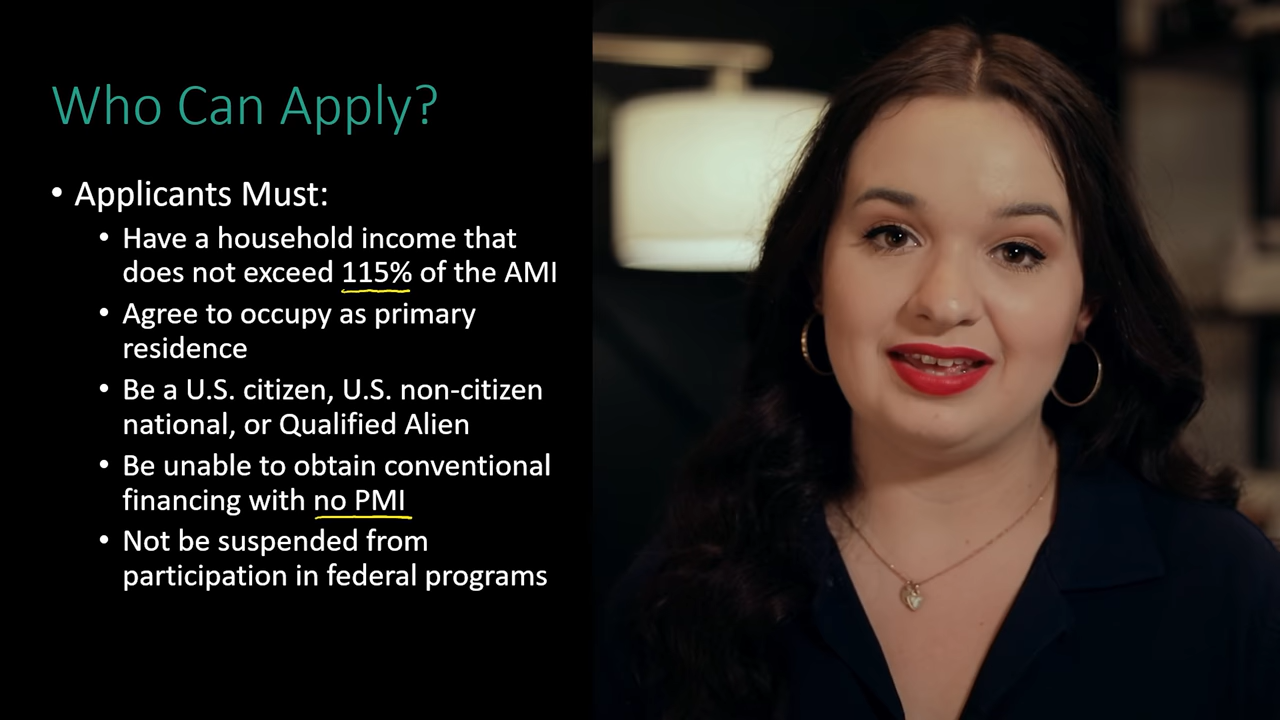 Who Can Apply?
• Applicants Must:
• Have a household income that
does not exceed 115% of the AMI
• Agree to occupy as primary
residence
• Be a U.S. citizen, U.S. non-citizen
national, or Qualified Alien
• Be unable to obtain conventional
financing with no PMI
• Not be suspended from
participation in federal programs